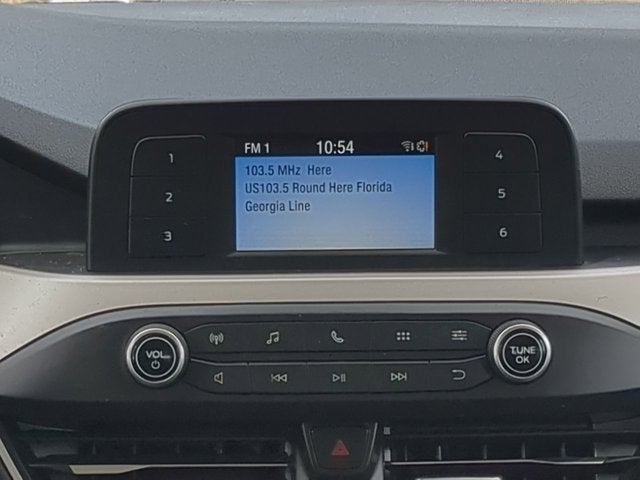 FM 1 10:54
103.5 MHz Here
US103.5 Round Here Florida
Georgia Line
1
2
3
4
5
6
VOL
TUNE
OK